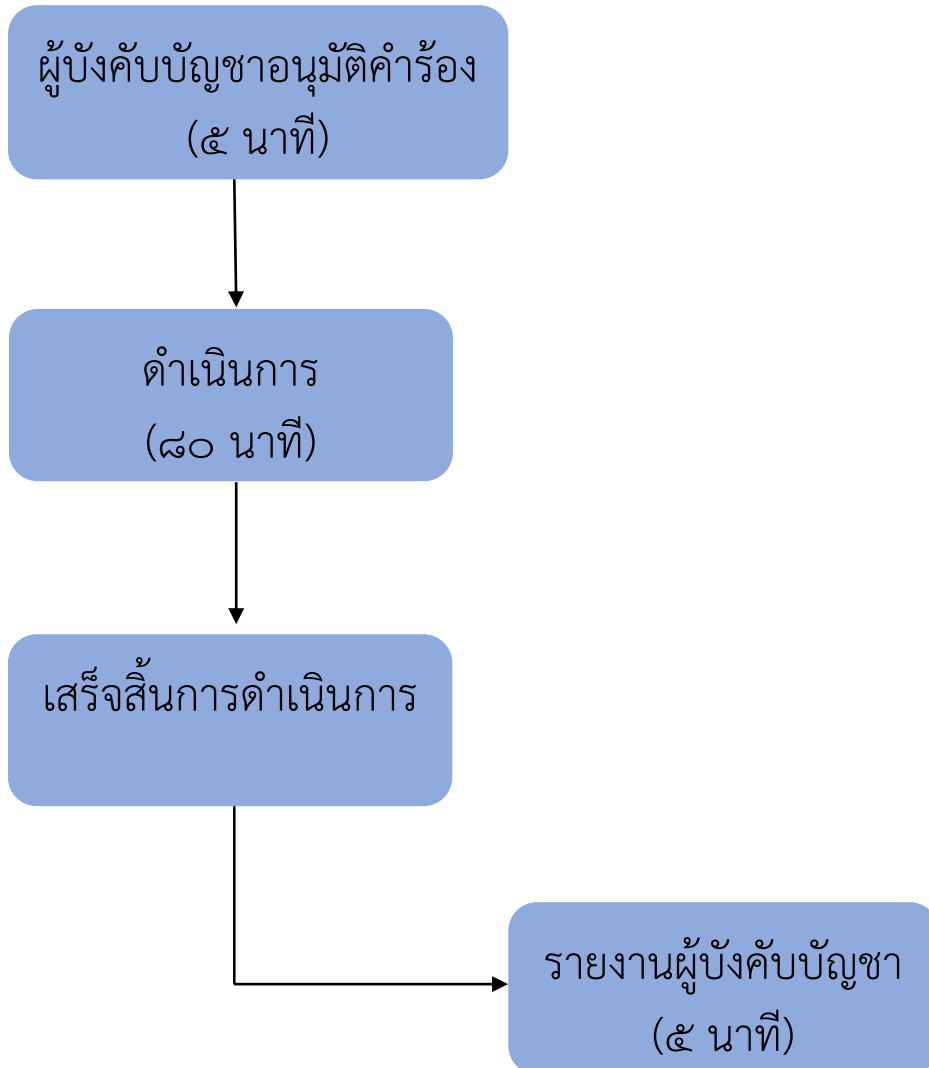 ผู้บังคับบัญชาอนุมัติคำร้อง
(๕ นาที)
ดำเนินการ
(๘๐ นาที)
เสร็จสิ้นการดำเนินการ
รายงานผู้บังคับบัญชา
(๕ นาที)